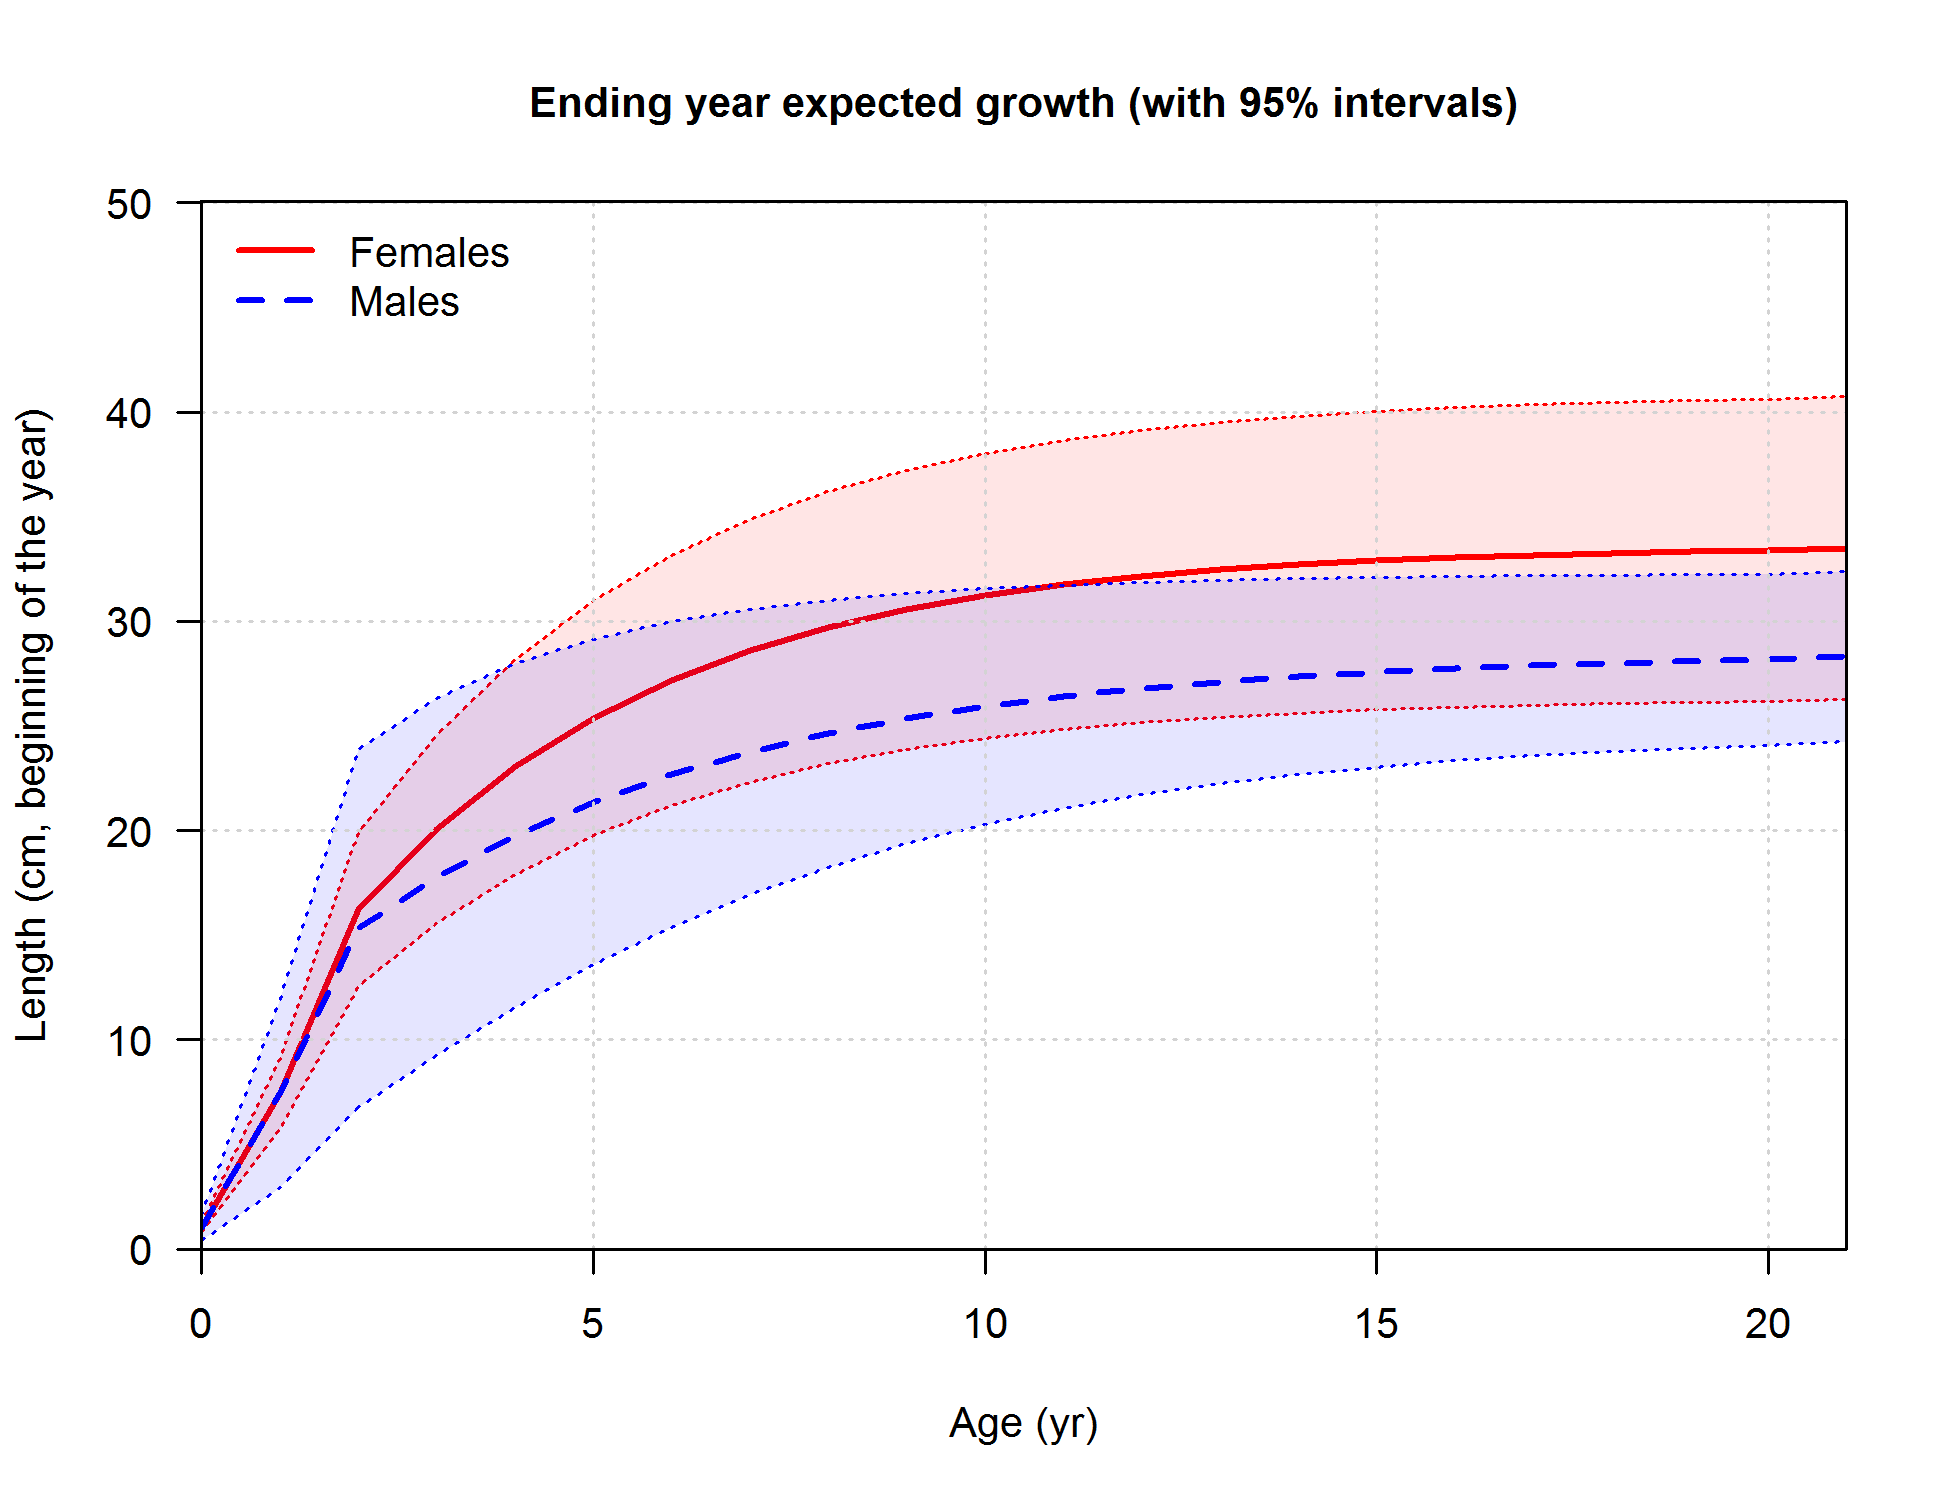 Ending year expected growth (with 95% intervals)
Females
Males
50
40
30
20
10
0
Length (cm, beginning of the year)
0 5 10 15 20
Age (yr)